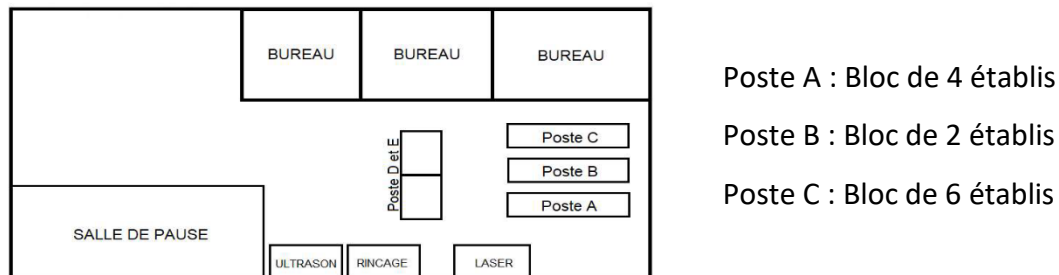 BUREAU
BUREAU
BUREAU
Poste A : Bloc de 4 établis
Poste B : Bloc de 2 établis
Poste C : Bloc de 6 établis
Poste C
Poste B
Poste A
Poste D et E
SALLE DE PAUSE
ULTRASON
RINCAGE
LASER